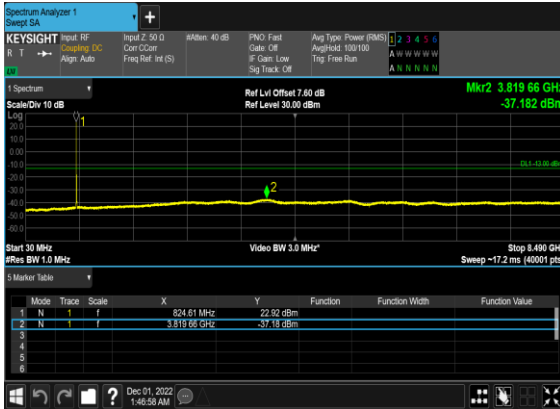 Spectrum Analyzer 1
Swept SA
+
KEYSIGHT Input: RF Input Z: 50 Ω #Atten: 40 dB PNO: Fast Avg Type: Power (RMS) 1 2 3 4 5 6
R T Coupling: DC Corr CCorr Gate: Off Avg|Hold: 100/100 A W W W W W
Align: Auto Freq Ref: Int (S) IF Gain: Low Trig: Free Run
Sig Track: Off A N N N N N
1 Spectrum Ref Lvl Offset 7.60 dB Mkr2 3.819 66 GHz
Scale/Div 10 dB Ref Level 30.00 dBm -37.182 dBm
Log
1
20.0
10.0
0.00
-10.0
DL1 -13.00 dBm
-20.0
-30.0
2
-40.0
-50.0
-60.0
Start 30 MHz Video BW 3.0 MHz* Stop 8.490 GHz
#Res BW 1.0 MHz Sweep ~17.2 ms (40001 pts)
5 Marker Table
Mode Trace Scale X Y Function Function Width Function Value
1 N 1 f 824.61 MHz 22.92 dBm
2 N 1 f 3.819 66 GHz -37.18 dBm
3
4
5
6
? Dec 01, 2022
1:46:58 AM